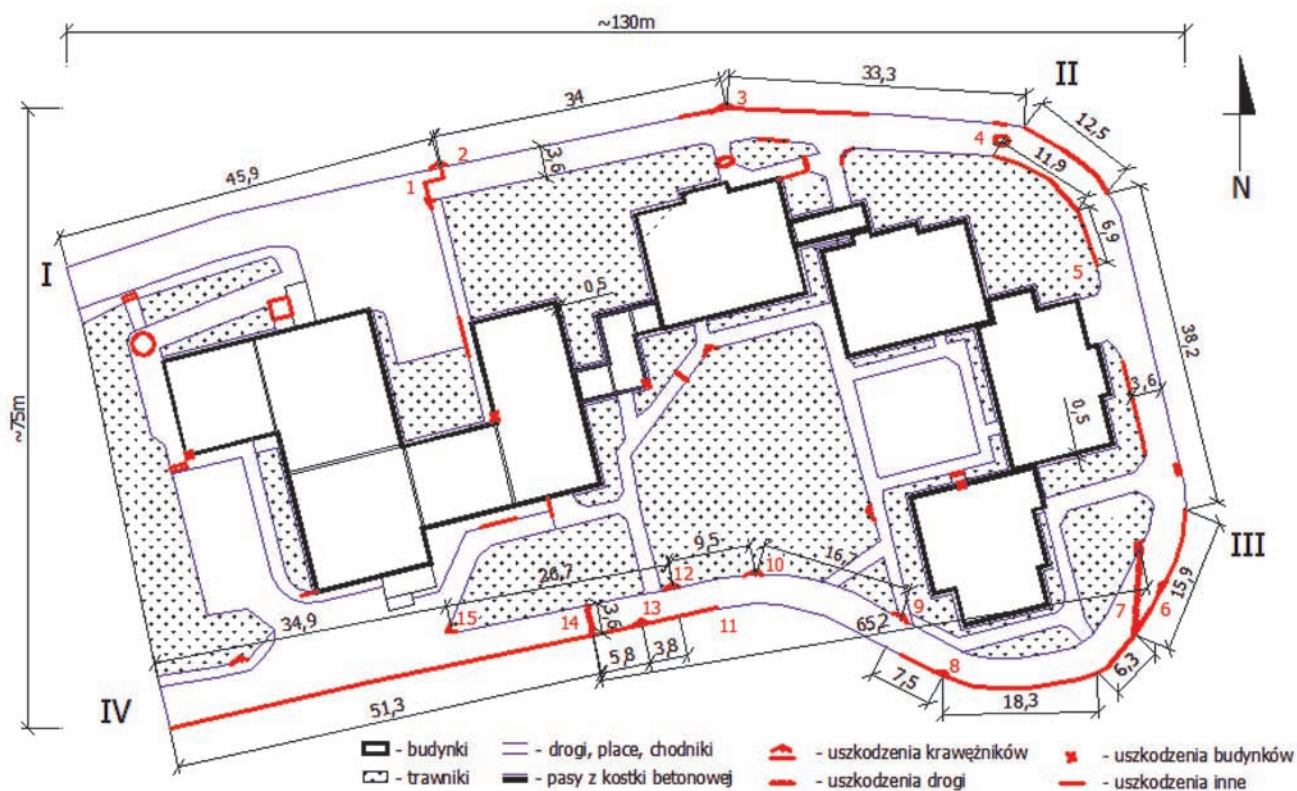 ~130m
34
33,3
II
3
12,5
45,9
2
3,6
4
11,9
N
1
6,9
I
5
0,5
38,2
~75m
3,6
0,5
9,5
16,7
III
26,7
12
10
15,9
34,9
15
14
3,6
13
11
9
65,2
7
6
5,8
3,8
8
6,3
7,5
18,3
IV
51,3
- budynki
- drogi, place, chodniki
- uszkodzenia krawężników
- uszkodzenia budynków
- trawniki
- pasy z kostki betonowej
- uszkodzenia drogi
- uszkodzenia inne